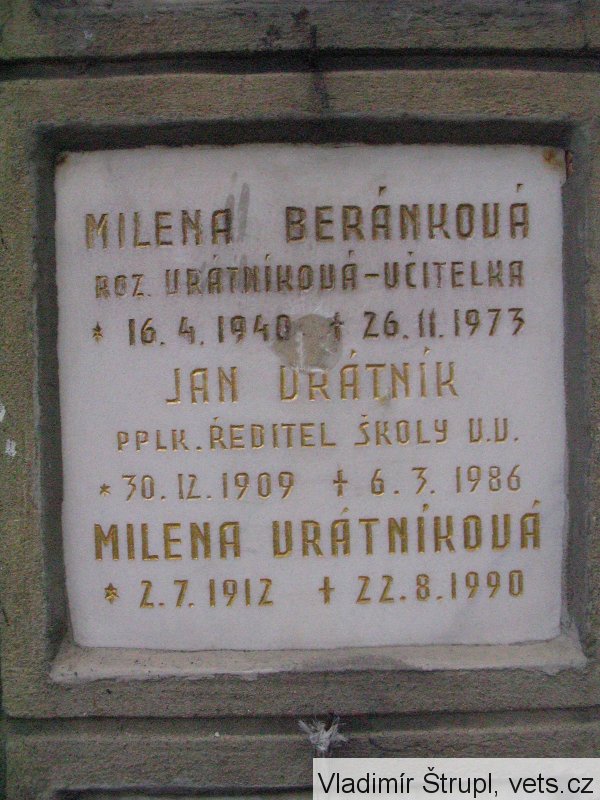 MILENA BERÁNKOVÁ
ROZ. VRÁTNÍKOVÁ-UČITELKA
* 16. 4. 1940 ✝ 26. 11. 1973
JAN VRÁTNÍK
PPLK. ŘEDITEL ŠKOLY V.V.
* 30. 12. 1909 ✝ 6. 3. 1986
MILENA VRÁTNÍKOVÁ
* 2. 7. 1912 ✝ 22. 8. 1990
Vladimír Štrupl, vets.cz